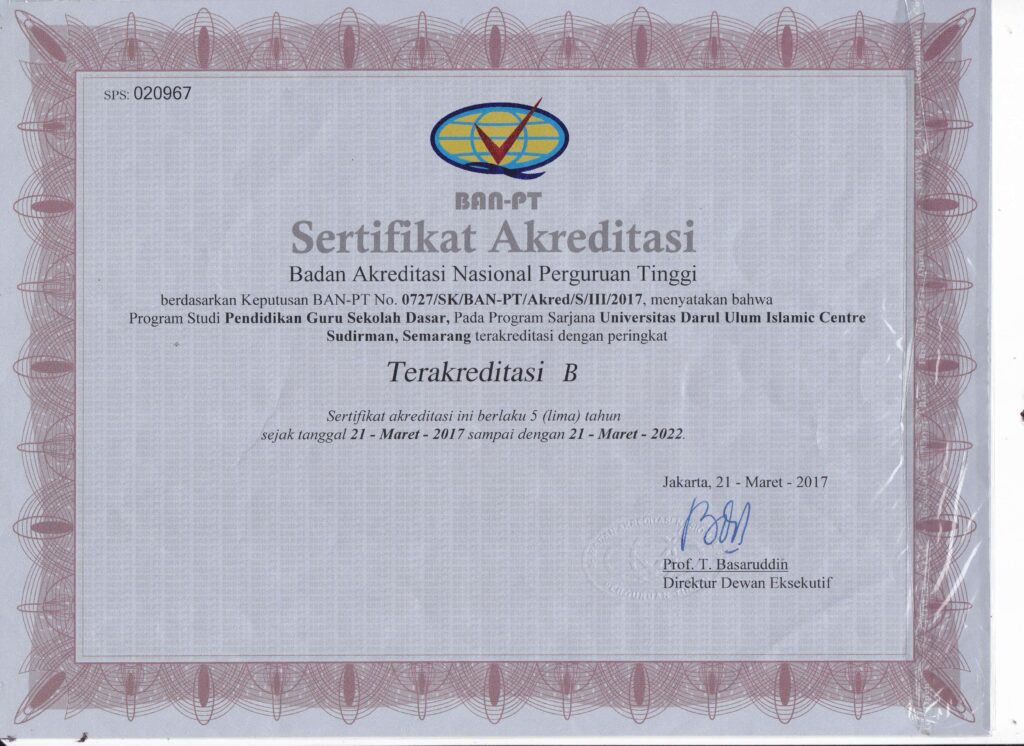 SPS: 020967
BAN-PT
Sertifikat Akreditasi
Badan Akreditasi Nasional Perguruan Tinggi
berdasarkan Keputusan BAN-PT No. 0727/SK/BAN-PT/Akred/S/III/2017, menyatakan bahwa
Program Studi Pendidikan Guru Sekolah Dasar, Pada Program Sarjana Universitas Darul Ulum Islamic Centre
Sudirman, Semarang terakreditasi dengan peringkat
Terakreditasi B
Sertifikat akreditasi ini berlaku 5 (lima) tahun
sejak tanggal 21 - Maret - 2017 sampai dengan 21 - Maret - 2022.
Jakarta, 21 - Maret - 2017
Prof. T. Basaruddin
Direktur Dewan Eksekutif